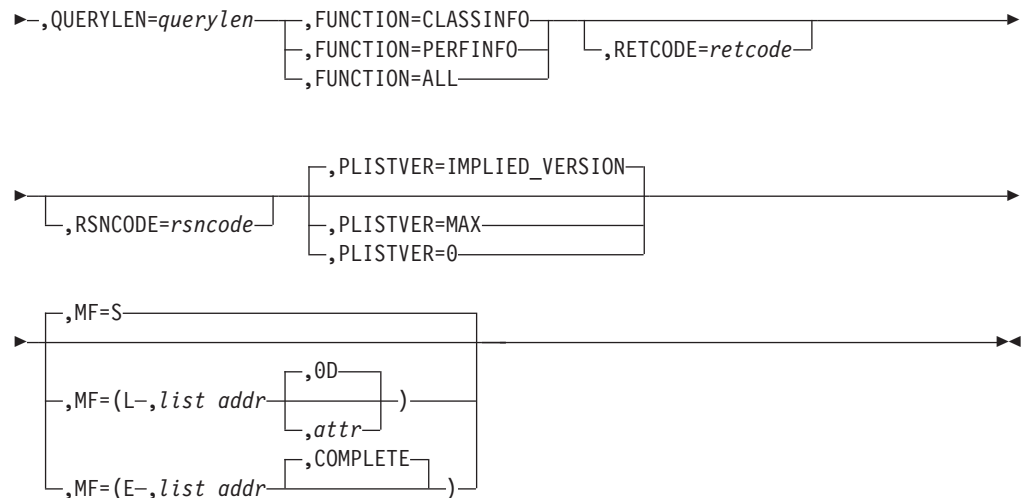 ,QUERYLEN=querylen ,FUNCTION=CLASSINFO
,FUNCTION=PERFINFO ,RETCODE=retcode
,FUNCTION=ALL
,PLISTVER=IMPLIED_VERSION
,RSNCODE=rsncode ,PLISTVER=MAX
,PLISTVER=0
,MF=S
,0D
,MF=(L ,list addr )
,attr
,COMPLETE
,MF=(E ,list addr )